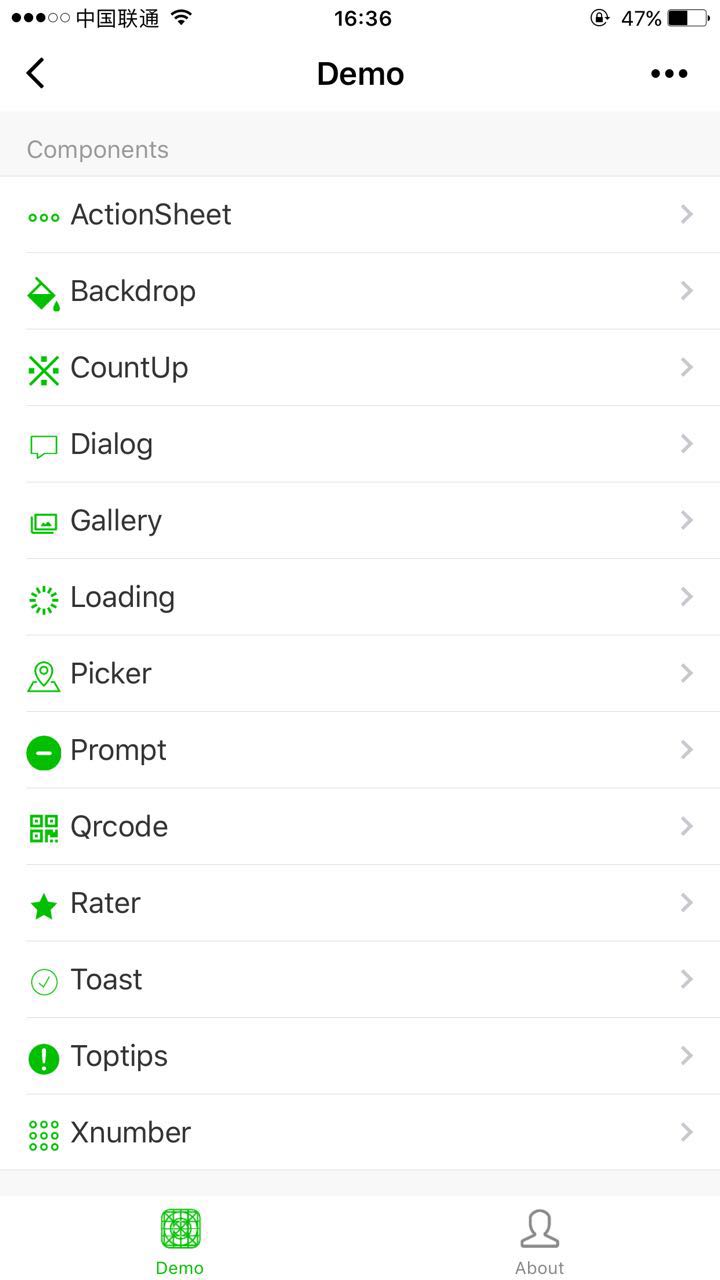 中国联通 16:36 47%
Demo
Components
ActionSheet
Backdrop
CountUp
Dialog
Gallery
Loading
Picker
Prompt
Qrcode
Rater
Toast
Toptips
Xnumber
Demo About